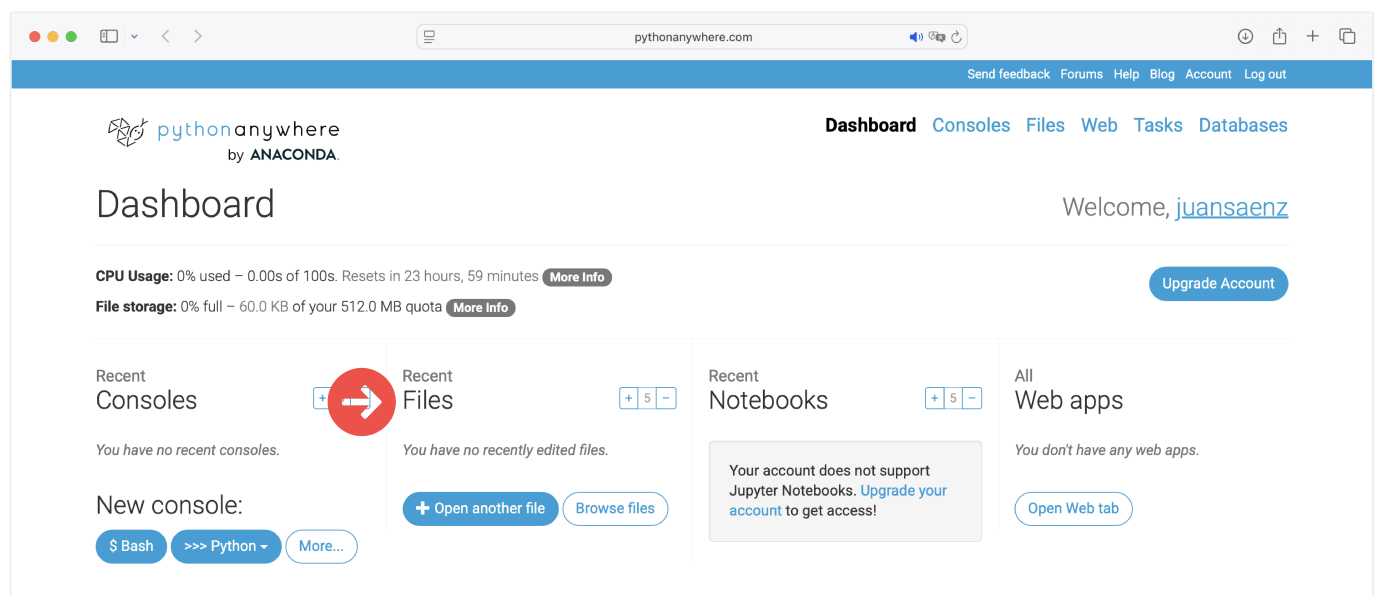 pythonanywhere.com
Send feedback Forums Help Blog Account Log out
pythonanywhere
by ANACONDA.
Dashboard Consoles Files Web Tasks Databases
Dashboard
Welcome, juansaenz
CPU Usage: 0% used – 0.00s of 100s. Resets in 23 hours, 59 minutes More Info
File storage: 0% full – 60.0 KB of your 512.0 MB quota More Info
Upgrade Account
Recent
Consoles
+
You have no recent consoles.
New console:
$ Bash >>> Python More...
Recent
Files
+ 5 −
You have no recently edited files.
+ Open another file Browse files
Recent
Notebooks
+ 5 −
Your account does not support
Jupyter Notebooks. Upgrade your
account to get access!
All
Web apps
You don't have any web apps.
Open Web tab